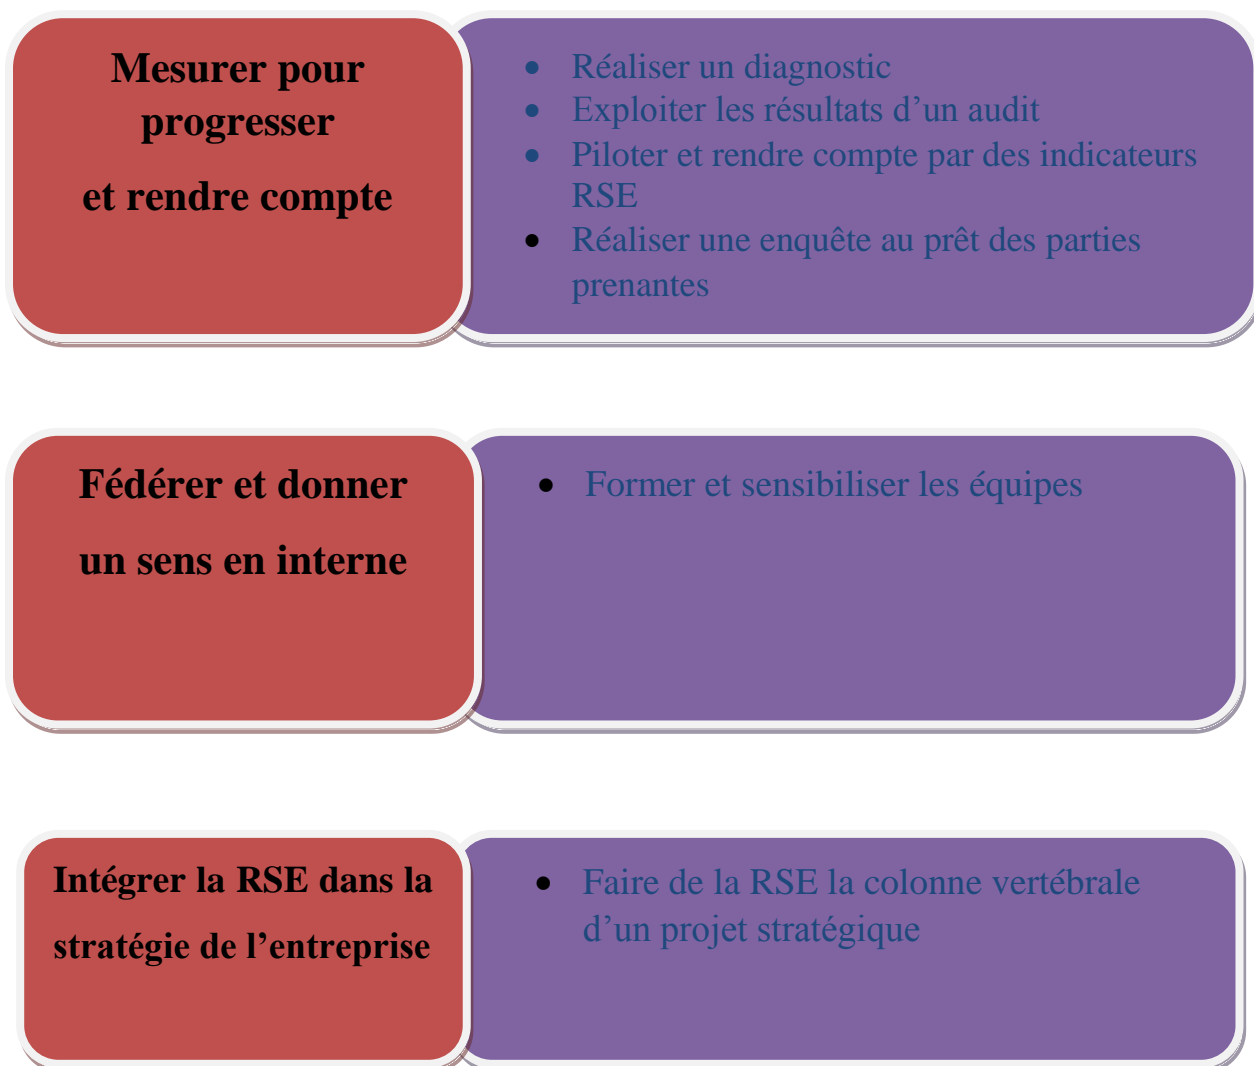 Mesurer pour
progresser
et rendre compte
• Réaliser un diagnostic
• Exploiter les résultats d’un audit
• Piloter et rendre compte par des indicateurs
RSE
• Réaliser une enquête au prêt des parties
prenantes
Fédérer et donner
un sens en interne
• Former et sensibiliser les équipes
Intégrer la RSE dans la
stratégie de l’entreprise
• Faire de la RSE la colonne vertébrale
d’un projet stratégique